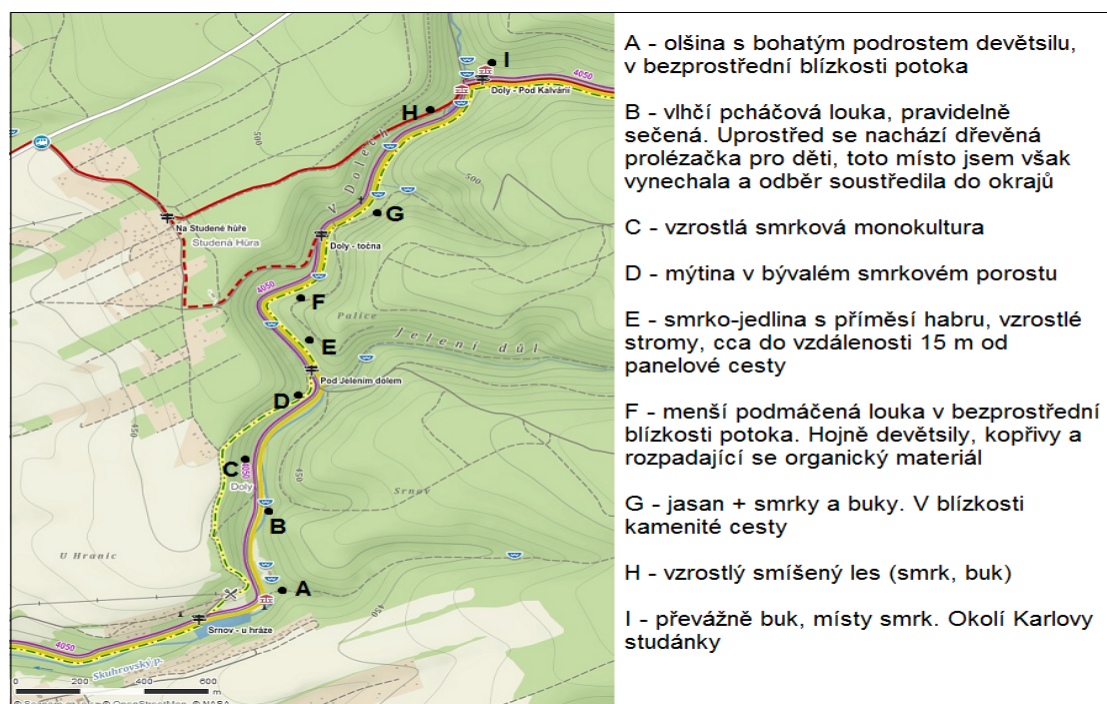 I
4050
Doly - Pod Kalvárií
H
500
V Dolech
500
G
Na Studené hůře
Studená Hůra
Doly - točna
4050
F
Palice
Jelení důl
E
Pod Jelením dolem
D
450
C
4050
Doly
450
Srnov
B
U Hranic
A
450
Srnov - u hráze
4050
Skuhrovský p.
0 200 400 600
m
A - olšina s bohatým podrostem devětsilu,
v bezprostřední blízkosti potoka
B - vlhčí pcháčová louka, pravidelně
sečená. Uprostřed se nachází dřevěná
prolézačka pro děti, toto místo jsem však
vynechala a odběr soustředila do okrajů
C - vzrostlá smrková monokultura
D - mýtina v bývalém smrkovém porostu
E - smrko-jedlina s příměsí habru, vzrostlé
stromy, cca do vzdálenosti 15 m od
panelové cesty
F - menší podmáčená louka v bezprostřední
blízkosti potoka. Hojně devětsily, kopřivy a
rozpadající se organický materiál
G - jasan + smrky a buky. V blízkosti
kamenité cesty
H - vzrostlý smíšený les (smrk, buk)
I - převážně buk, místy smrk. Okolí Karlovy
studánky